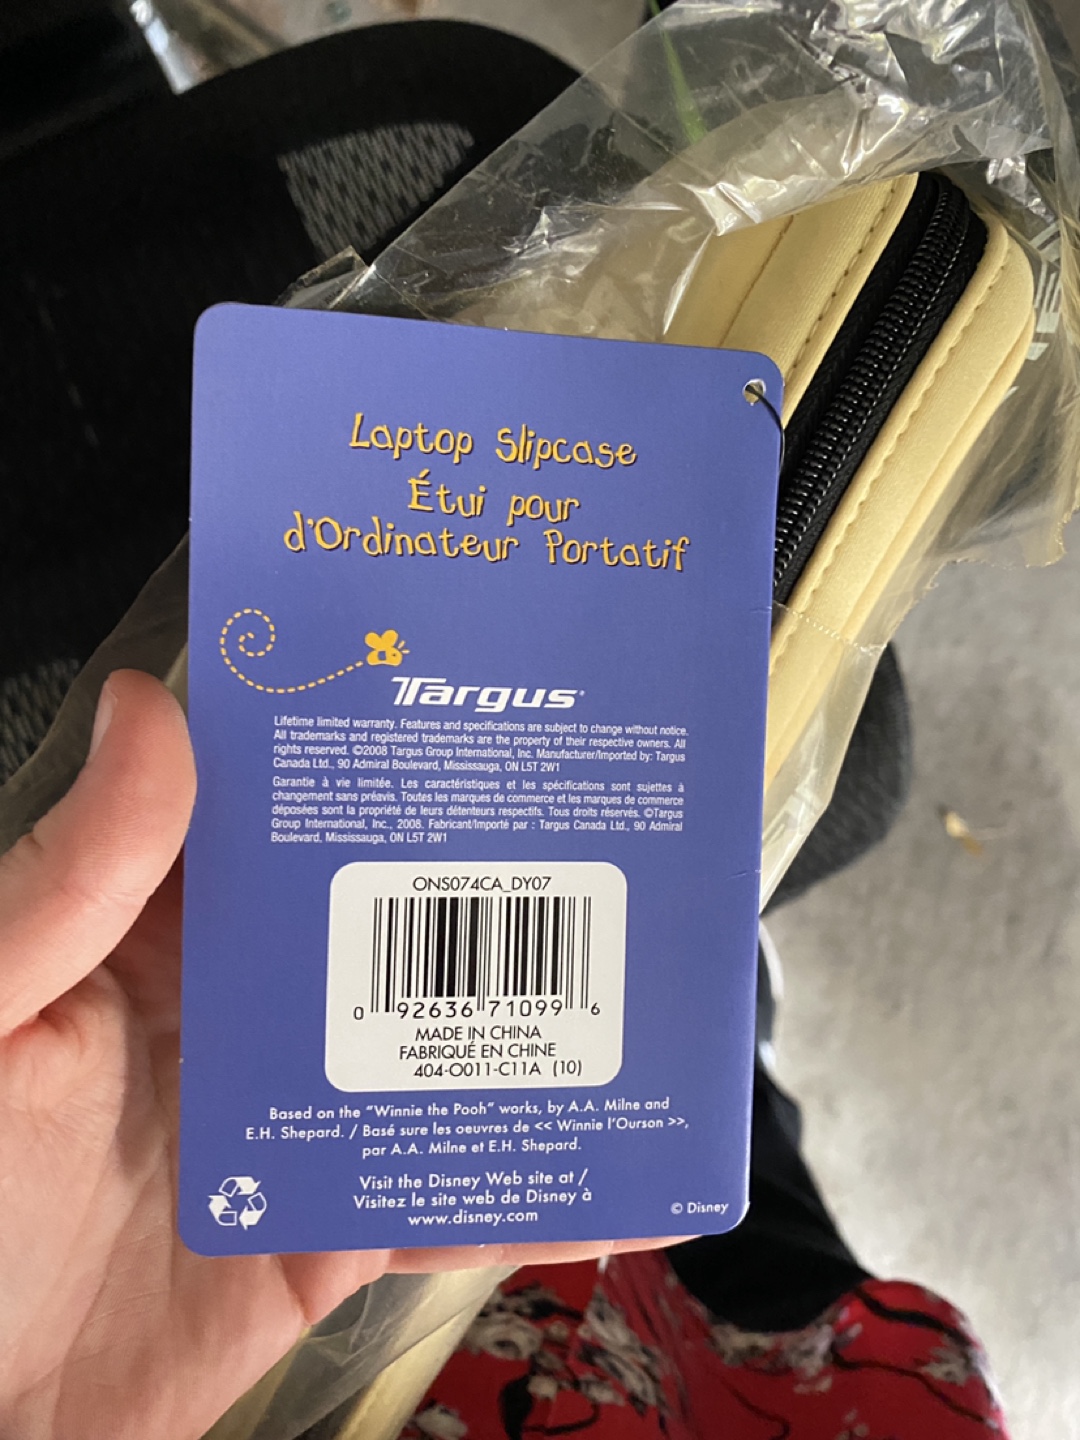 Laptop Slipcase
Étui pour
d'Ordinateur Portatif
Targus
Lifetime limited warranty. Features and specifications are subject to change without notice.
All trademarks and registered trademarks are the property of their respective owners. All
rights reserved. ©2008 Targus Group International, Inc. Manufacturer/Imported by: Targus
Canada Ltd., 90 Admiral Boulevard, Mississauga, ON L5T 2W1
Garantie à vie limitée. Les caractéristiques et les spécifications sont sujettes à
changement sans préavis. Toutes les marques de commerce et les marques de commerce
déposées sont la propriété de leurs détenteurs respectifs. Tous droits réservés. ©Targus
Group International, Inc., 2008. Fabricant/Importé par : Targus Canada Ltd., 90 Admiral
Boulevard, Mississauga, ON L5T 2W1
ONS074CA_DY07
0 92636 71099 6
MADE IN CHINA
FABRIQUÉ EN CHINE
404-O011-C11A (10)
Based on the "Winnie the Pooh" works, by A.A. Milne and
E.H. Shepard. / Basé sure les oeuvres de << Winnie l'Ourson >>,
par A.A. Milne et E.H. Shepard.
Visit the Disney Web site at /
Visitez le site web de Disney à
www.disney.com
© Disney